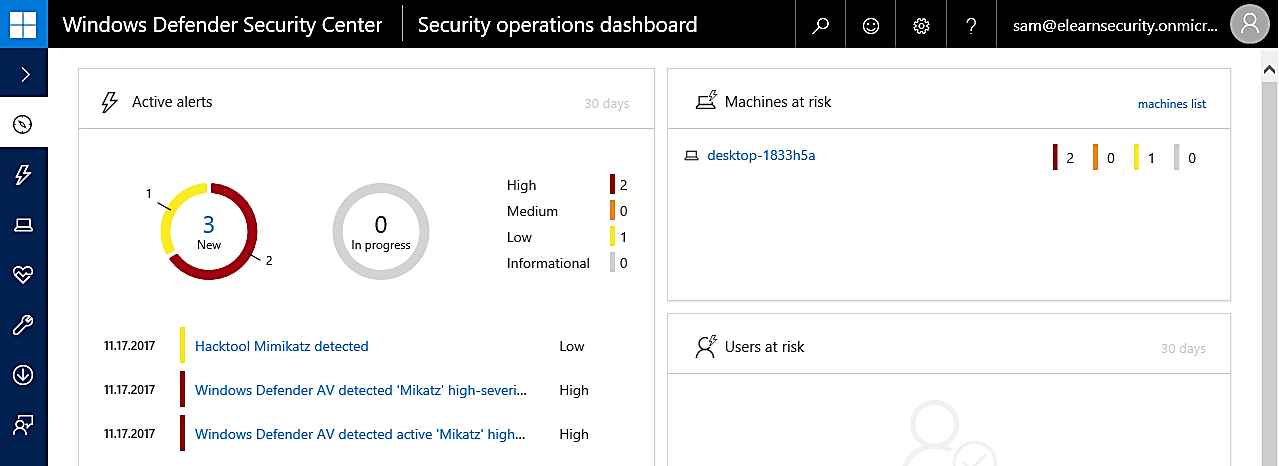 Windows Defender Security Center
Security operations dashboard
?
sam@elearnsecurity.onmicr...
Active alerts
30 days
1
3
New
2
0
In progress
High 2
Medium 0
Low 1
Informational 0
11.17.2017 Hacktool Mimikatz detected Low
11.17.2017 Windows Defender AV detected 'Mikatz' high-severi... High
11.17.2017 Windows Defender AV detected active 'Mikatz' high... High
Machines at risk
machines list
desktop-1833h5a 2 0 1 0
Users at risk
30 days